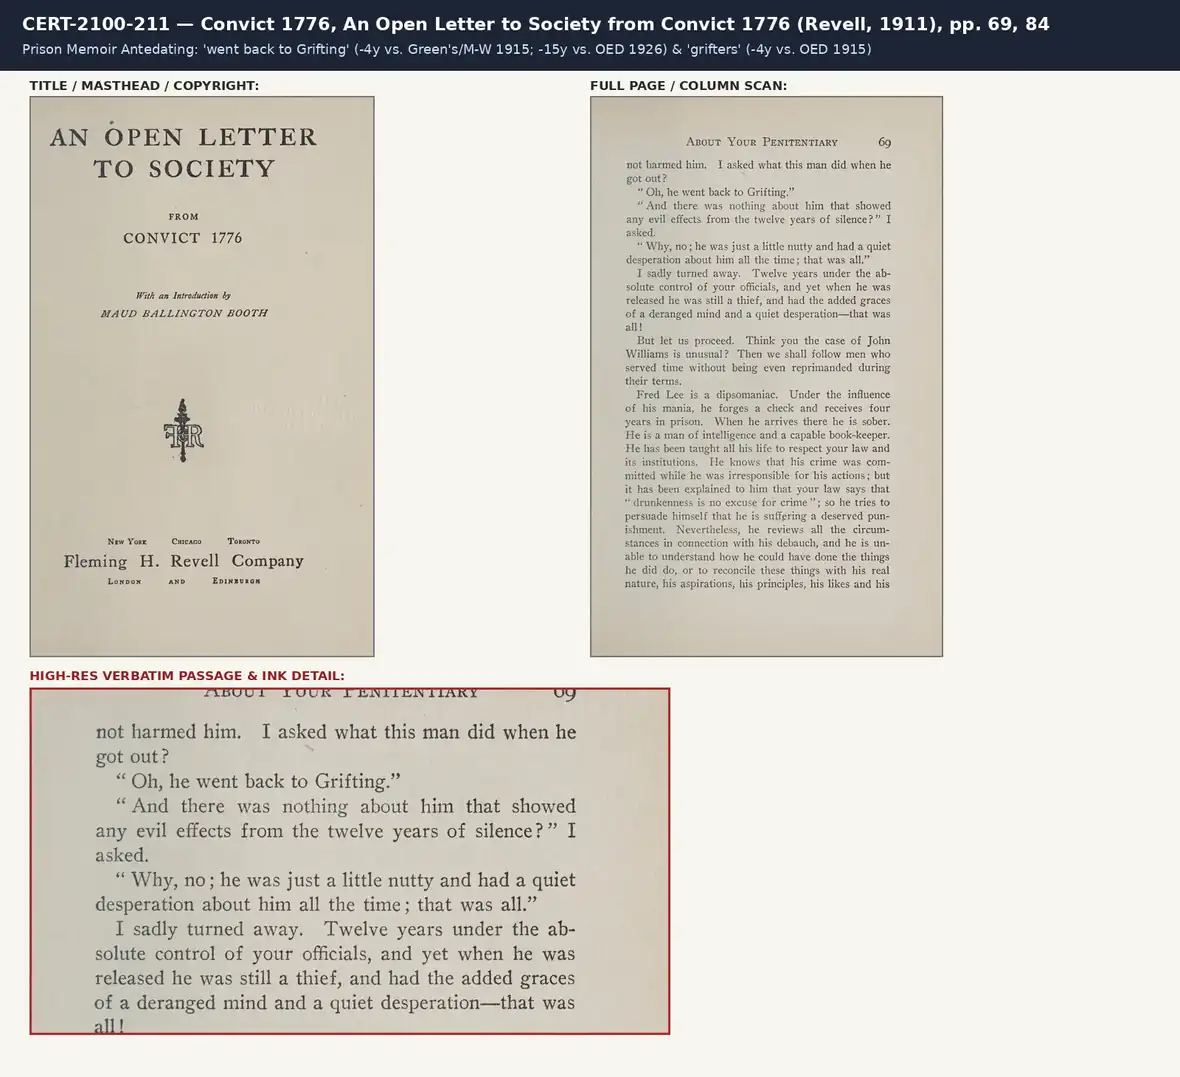 CERT-2100-211 — Convict 1776, An Open Letter to Society from Convict 1776 (Revell, 1911), pp. 69, 84
Prison Memoir Antedating: 'went back to Grifting' (-4y vs. Green's/M-W 1915; -15y vs. OED 1926) & 'grifters' (-4y vs. OED 1915)
TITLE / MASTHEAD / COPYRIGHT:
AN OPEN LETTER
TO SOCIETY
FROM
CONVICT 1776
With an Introduction by
MAUD BALLINGTON BOOTH
FHR
New York Chicago Toronto
Fleming H. Revell Company
London and Edinburgh
FULL PAGE / COLUMN SCAN:
About Your Penitentiary 69
not harmed him. I asked what this man did when he
got out?
“ Oh, he went back to Grifting.”
“ And there was nothing about him that showed
any evil effects from the twelve years of silence?” I
asked.
“ Why, no; he was just a little nutty and had a quiet
desperation about him all the time; that was all.”
I sadly turned away. Twelve years under the ab-
solute control of your officials, and yet when he was
released he was still a thief, and had the added graces
of a deranged mind and a quiet desperation—that was
all!
But let us proceed. Think you the case of John
Williams is unusual? Then we shall follow men who
served time without being even reprimanded during
their terms.
Fred Lee is a dipsomaniac. Under the influence
of his mania, he forges a check and receives four
years in prison. When he arrives there he is sober.
He is a man of intelligence and a capable book-keeper.
He has been taught all his life to respect your law and
its institutions. He knows that his crime was com-
mitted while he was irresponsible for his actions; but
it has been explained to him that your law says that
“ drunkenness is no excuse for crime ”; so he tries to
persuade himself that he is suffering a deserved pun-
ishment. Nevertheless, he reviews all the circum-
stances in connection with his debauch, and he is un-
able to understand how he could have done the things
he did do, or to reconcile these things with his real
nature, his aspirations, his principles, his likes and his
HIGH-RES VERBATIM PASSAGE & INK DETAIL:
About Your Penitentiary 69
not harmed him. I asked what this man did when he
got out?
“ Oh, he went back to Grifting.”
“ And there was nothing about him that showed
any evil effects from the twelve years of silence?” I
asked.
“ Why, no; he was just a little nutty and had a quiet
desperation about him all the time; that was all.”
I sadly turned away. Twelve years under the ab-
solute control of your officials, and yet when he was
released he was still a thief, and had the added graces
of a deranged mind and a quiet desperation—that was
all!